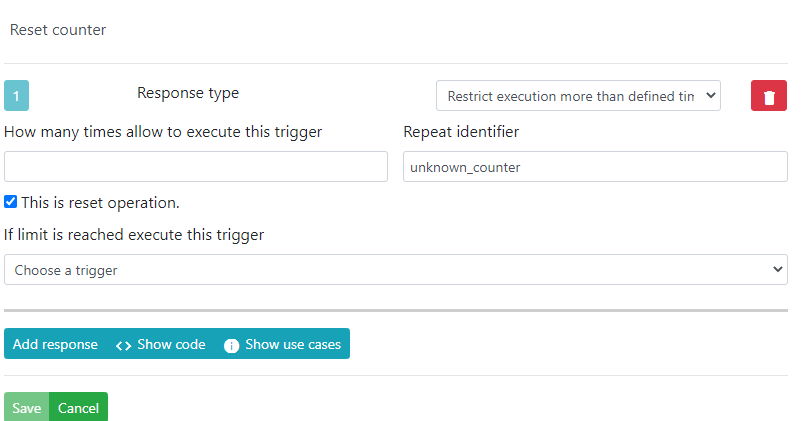 Reset counter
1
Response type
Restrict execution more than defined tim
How many times allow to execute this trigger
Repeat identifier
unknown_counter
This is reset operation.
If limit is reached execute this trigger
Choose a trigger
Add response <> Show code Show use cases
Save Cancel